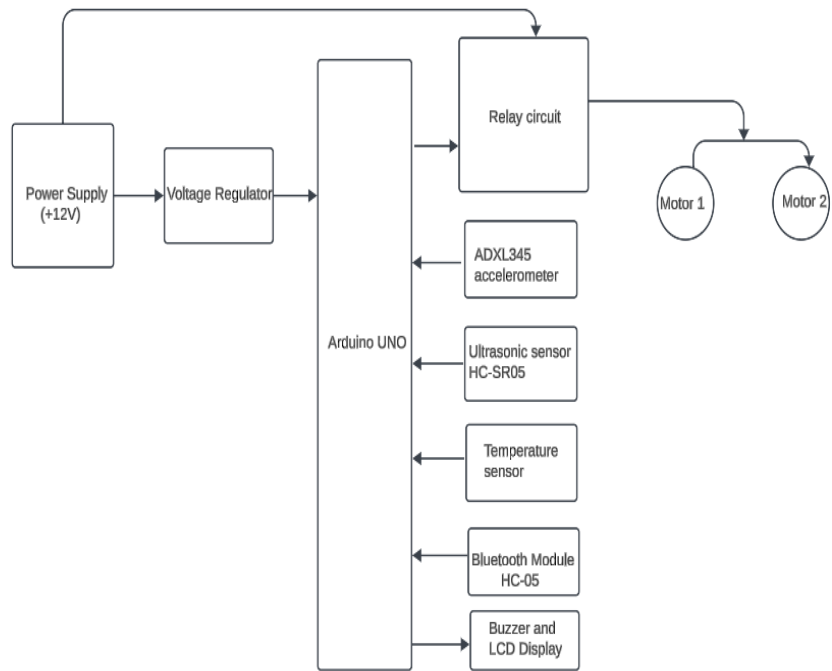 Relay circuit
Power Supply
(+12V)
Voltage Regulator
Motor 1
Motor 2
ADXL345
accelerometer
Arduino UNO
Ultrasonic sensor
HC-SR05
Temperature
sensor
Bluetooth Module
HC-05
Buzzer and
LCD Display